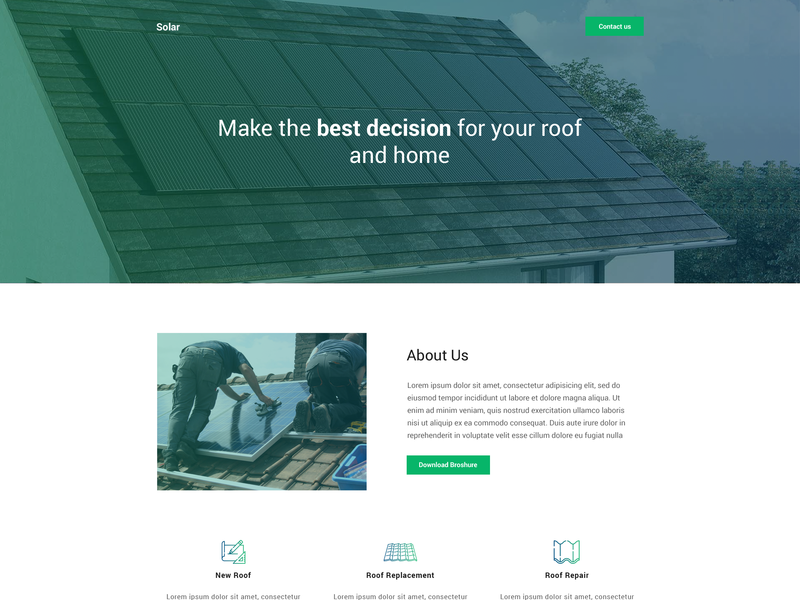 Solar
Contact us
Make the best decision for your roof
and home
About Us
Lorem ipsum dolor sit amet, consectetur adipisicing elit, sed do
eiusmod tempor incididunt ut labore et dolore magna aliqua. Ut
enim ad minim veniam, quis nostrud exercitation ullamco laboris
nisi ut aliquip ex ea commodo consequat. Duis aute irure dolor in
reprehenderit in voluptate velit esse cillum dolore eu fugiat nulla
Download Broshure
New Roof
Roof Replacement
Roof Repair
Lorem ipsum dolor sit amet, consectetur
Lorem ipsum dolor sit amet, consectetur
Lorem ipsum dolor sit amet, consectetur